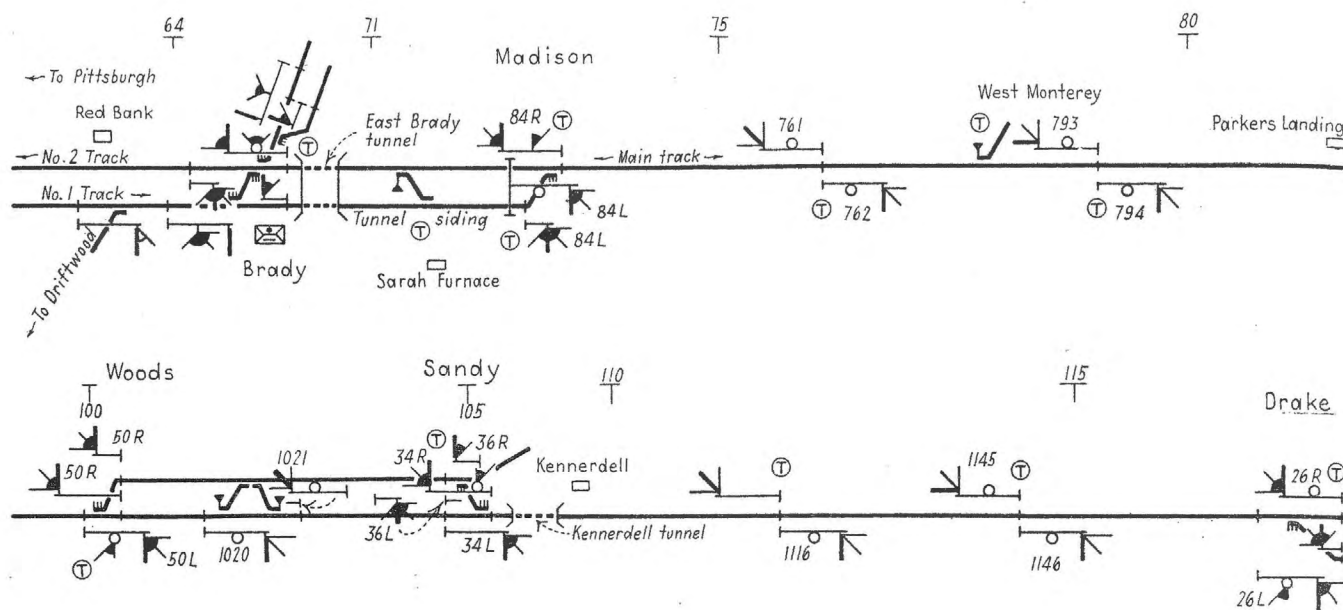 64
71
75
80
Madison
← To Pittsburgh
Red Bank
East Brady
tunnel
84R
T
761
West Monterey
T
793
Parkers Landing
T
← No. 2 Track
← Main track →
No. 1 Track →
84L
Tunnel T siding
T
T 762
T 794
84L
Brady
Sarah Furnace
← To Driftwood
Woods
Sandy
110
115
100
105
Drake
50R
T
36R
50R
1021
34R
Kennerdell
T
1145
T
26R
T
T
50L
1020
36L
34L
Kennerdell tunnel
1116
1146
26L